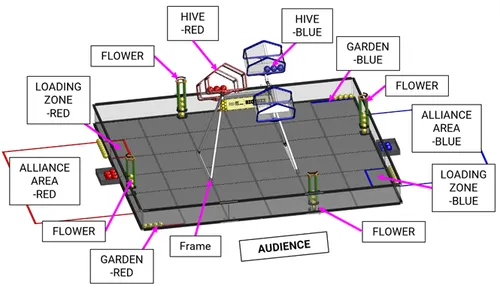 HIVE
-RED
HIVE
-BLUE
FLOWER
GARDEN
-BLUE
FLOWER
LOADING
ZONE
-RED
ALLIANCE
AREA
-BLUE
ALLIANCE
AREA
-RED
LOADING
ZONE
-BLUE
FLOWER
Frame
AUDIENCE
FLOWER
GARDEN
-RED